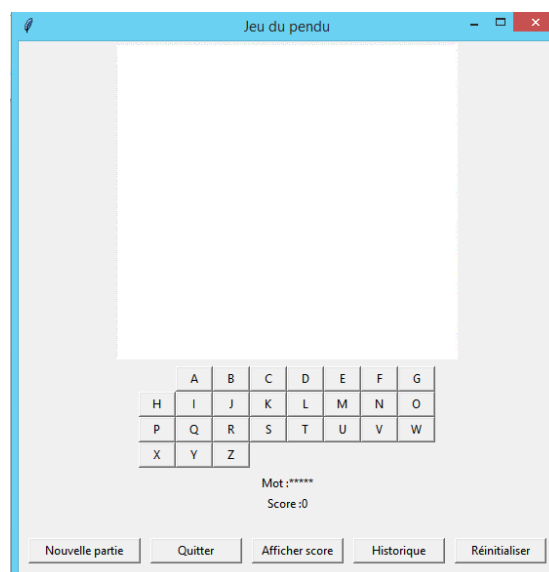 Jeu du pendu
A B C D E F G
H I J K L M N O
P Q R S T U V W
X Y Z
Mot :*****
Score :0
Nouvelle partie Quitter Afficher score Historique Réinitialiser